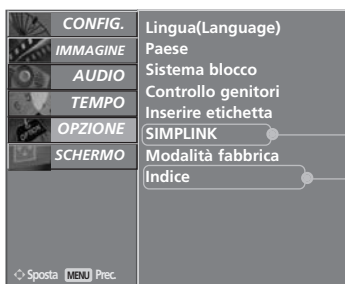 CONFIG.
IMMAGINE
AUDIO
TEMPO
OPZIONE
SCHERMO
Lingua(Language)
Paese
Sistema blocco
Controllo genitori
Inserire etichetta
SIMPLINK
Modalità fabbrica
Indice
Sposta MENU Prec.